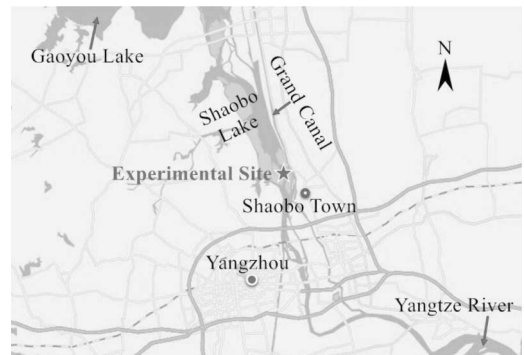 Gaoyou Lake
N
Shaobo
Lake
Grand Canal
Experimental Site
Shaobo Town
Yangzhou
Yangtze River